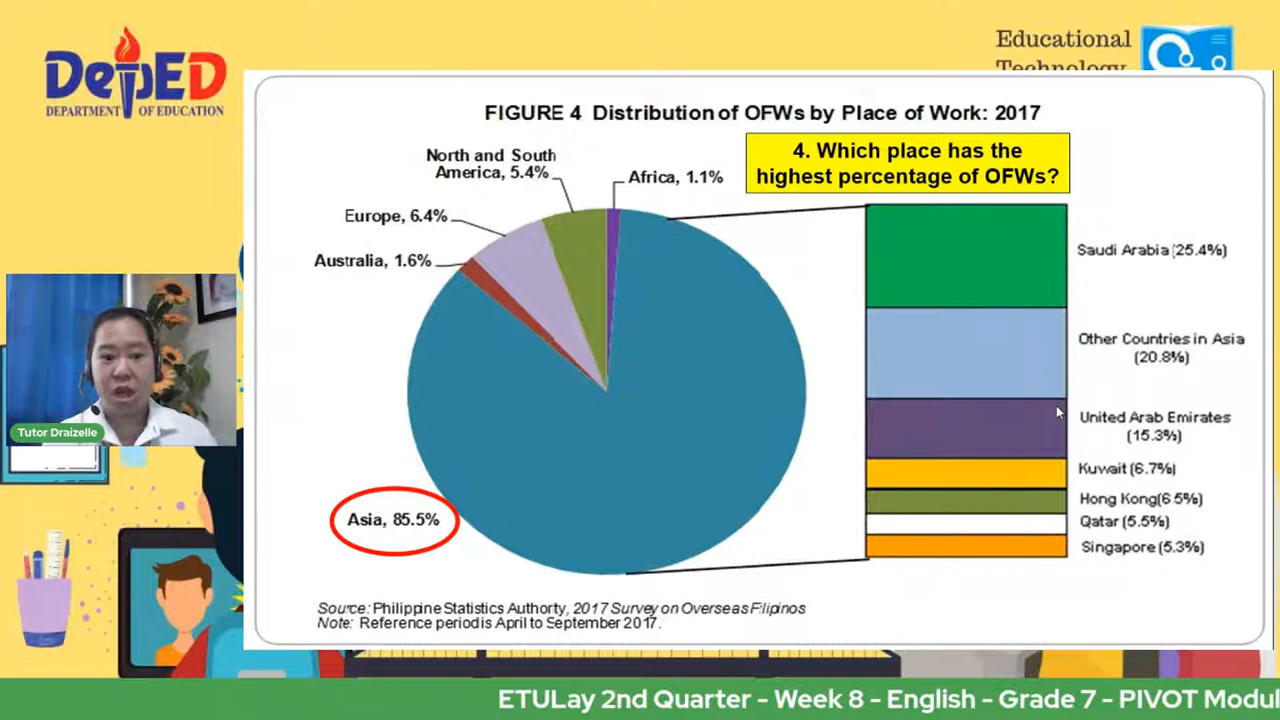 DepED
DEPARTMENT OF EDUCATION
Educational
Technology
FIGURE 4 Distribution of OFWs by Place of Work: 2017
4. Which place has the
highest percentage of OFWs?
North and South
America, 5.4%
Africa, 1.1%
Europe, 6.4%
Australia, 1.6%
Asia, 85.5%
Saudi Arabia (25.4%)
Other Countries in Asia
(20.8%)
United Arab Emirates
(15.3%)
Kuwait (6.7%)
Hong Kong(6 5%)
Qatar (5.5%)
Singapore (5.3%)
Tutor Draizelle
Source: Philippine Statistics Authorty, 2017 Survey on Overseas Filipinos
Note: Reference period is April to September 2017.
ETULay 2nd Quarter - Week 8 - English - Grade 7 - PIVOT Modul